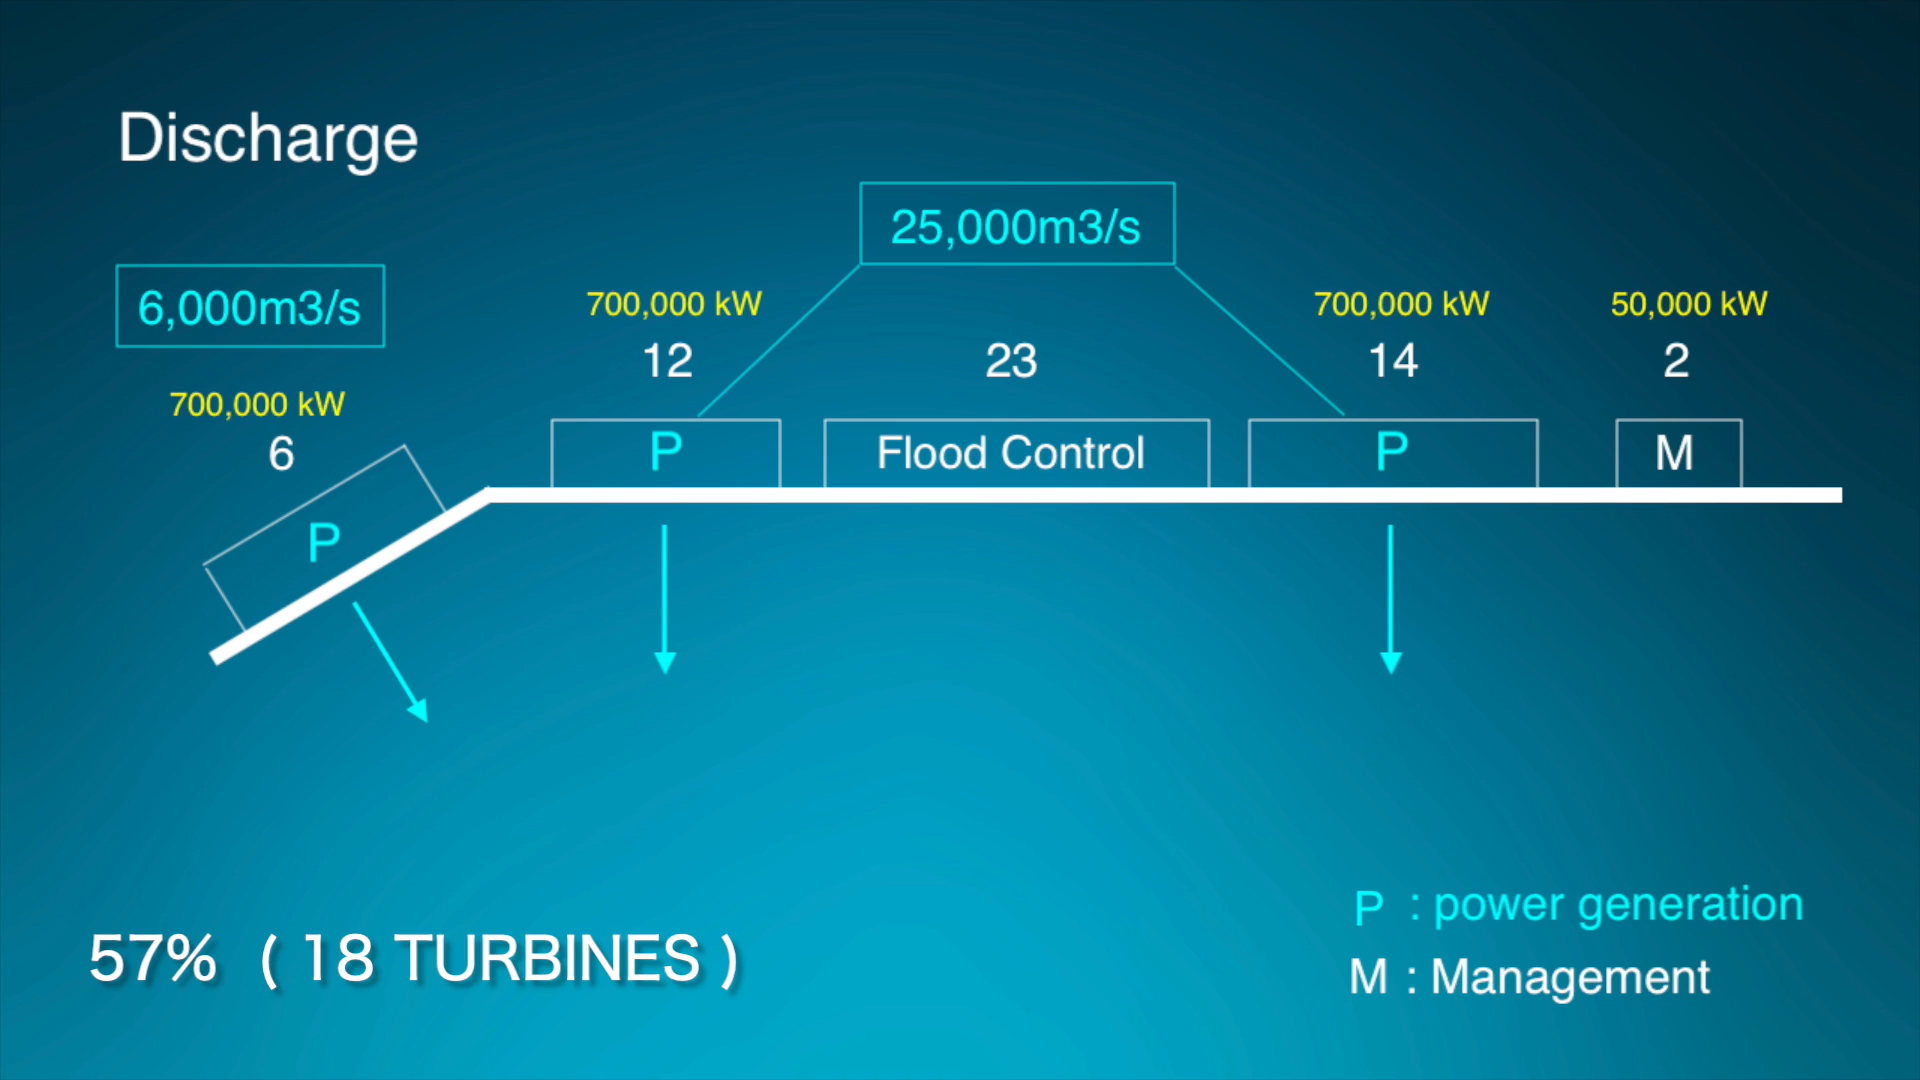 Discharge
25,000m3/s
6,000m3/s
700,000 kW
12
23
700,000 kW
14
50,000 kW
2
700,000 kW
6
P
Flood Control
P
M
P
P : power generation
M : Management
57% ( 18 TURBINES )